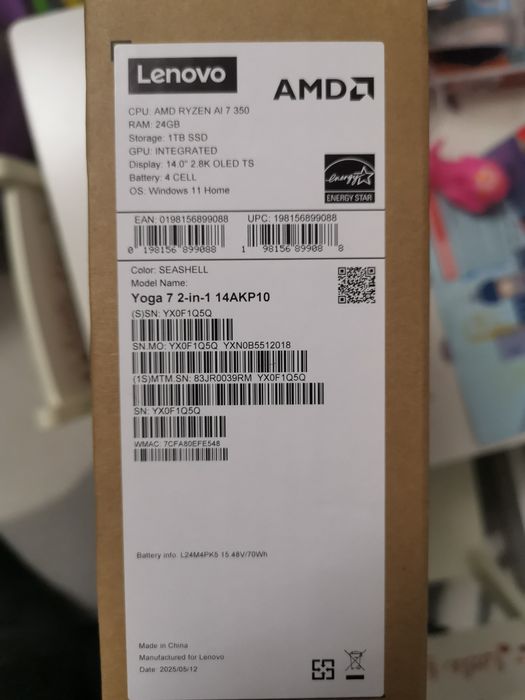 Lenovo
AMD
CPU: AMD RYZEN AI 7 350
RAM: 24GB
Storage: 1TB SSD
GPU: INTEGRATED
Display: 14.0" 2.8K OLED TS
Battery: 4 CELL
OS: Windows 11 Home
energy
ENERGY STAR
EAN: 0198156899088 UPC: 198156899088
0 198156 899088 1 98156 89908 8
Color: SEASHELL
Model Name:
Yoga 7 2-in-1 14AKP10
(S)SN: YX0F1Q5Q
SN.MO: YX0F1Q5Q YXN0B5512018
(1S)MTM.SN: 83JR0039RM YX0F1Q5Q
SN: YX0F1Q5Q
WMAC: 7CFA80EFE548
Battery info: L24M4PK5 15.48V/70Wh
Made in China
Manufactured for Lenovo
Date: 2025/05/12